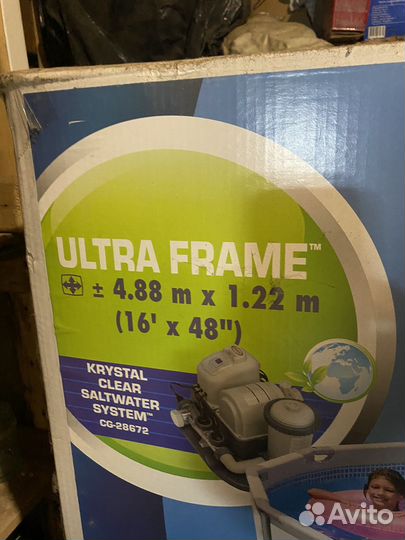 ULTRA FRAME™
± 4.88 m x 1.22 m
(16' x 48")
KRYSTAL
CLEAR
SALTWATER
SYSTEM™
CG-28672
Avito